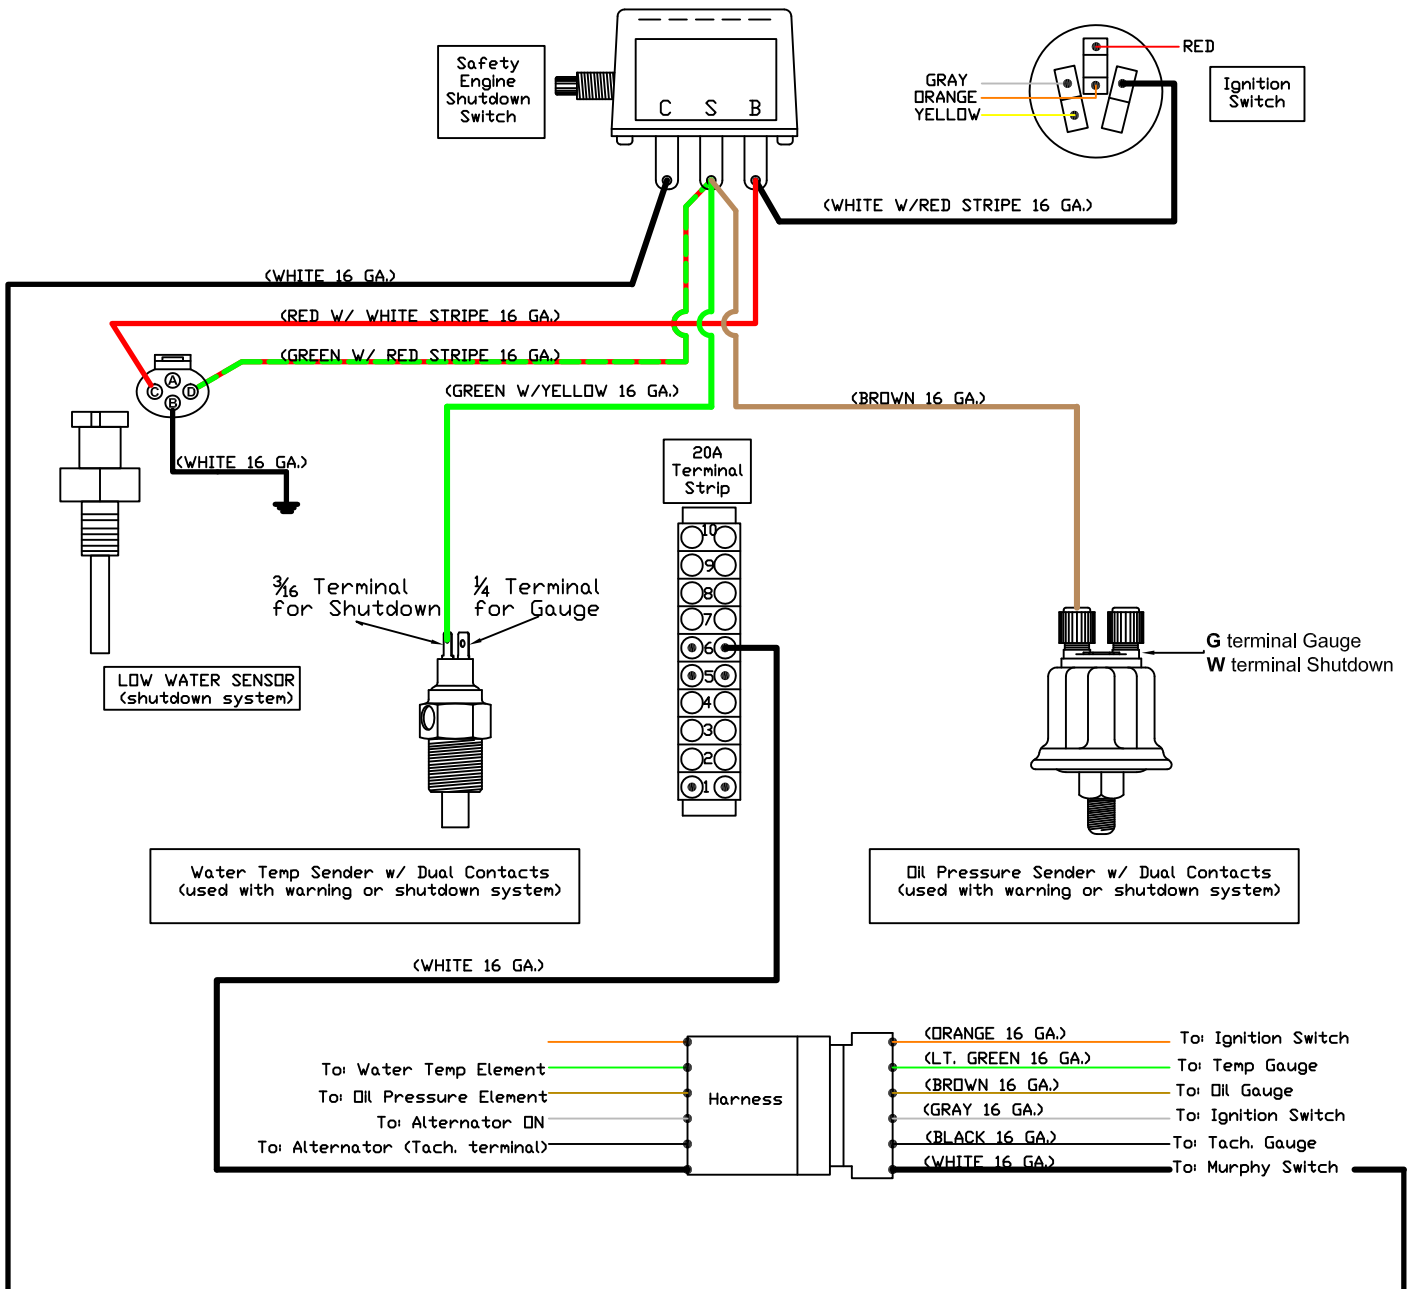 Safety
Engine
Shutdown
Switch
C S B
RED
GRAY
ORANGE
YELLOW
Ignition
Switch
(WHITE W/RED STRIPE 16 GA.)
(WHITE 16 GA.)
(RED W/ WHITE STRIPE 16 GA.)
(GREEN W/ RED STRIPE 16 GA.)
A
C
D
B
(GREEN W/YELLOW 16 GA.)
(BROWN 16 GA.)
(WHITE 16 GA.)
20A
Terminal
Strip
10
9
8
7
6
5
4
3
2
1
3/16 Terminal
for Shutdown
1/4 Terminal
for Gauge
G terminal Gauge
W terminal Shutdown
LOW WATER SENSOR
(shutdown system)
Water Temp Sender w/ Dual Contacts
(used with warning or shutdown system)
Oil Pressure Sender w/ Dual Contacts
(used with warning or shutdown system)
(WHITE 16 GA.)
To: Water Temp Element
To: Oil Pressure Element
To: Alternator ON
To: Alternator (Tach. terminal)
Harness
(ORANGE 16 GA.) To: Ignition Switch
(LT. GREEN 16 GA.) To: Temp Gauge
(BROWN 16 GA.) To: Oil Gauge
(GRAY 16 GA.) To: Ignition Switch
(BLACK 16 GA.) To: Tach. Gauge
(WHITE 16 GA.) To: Murphy Switch